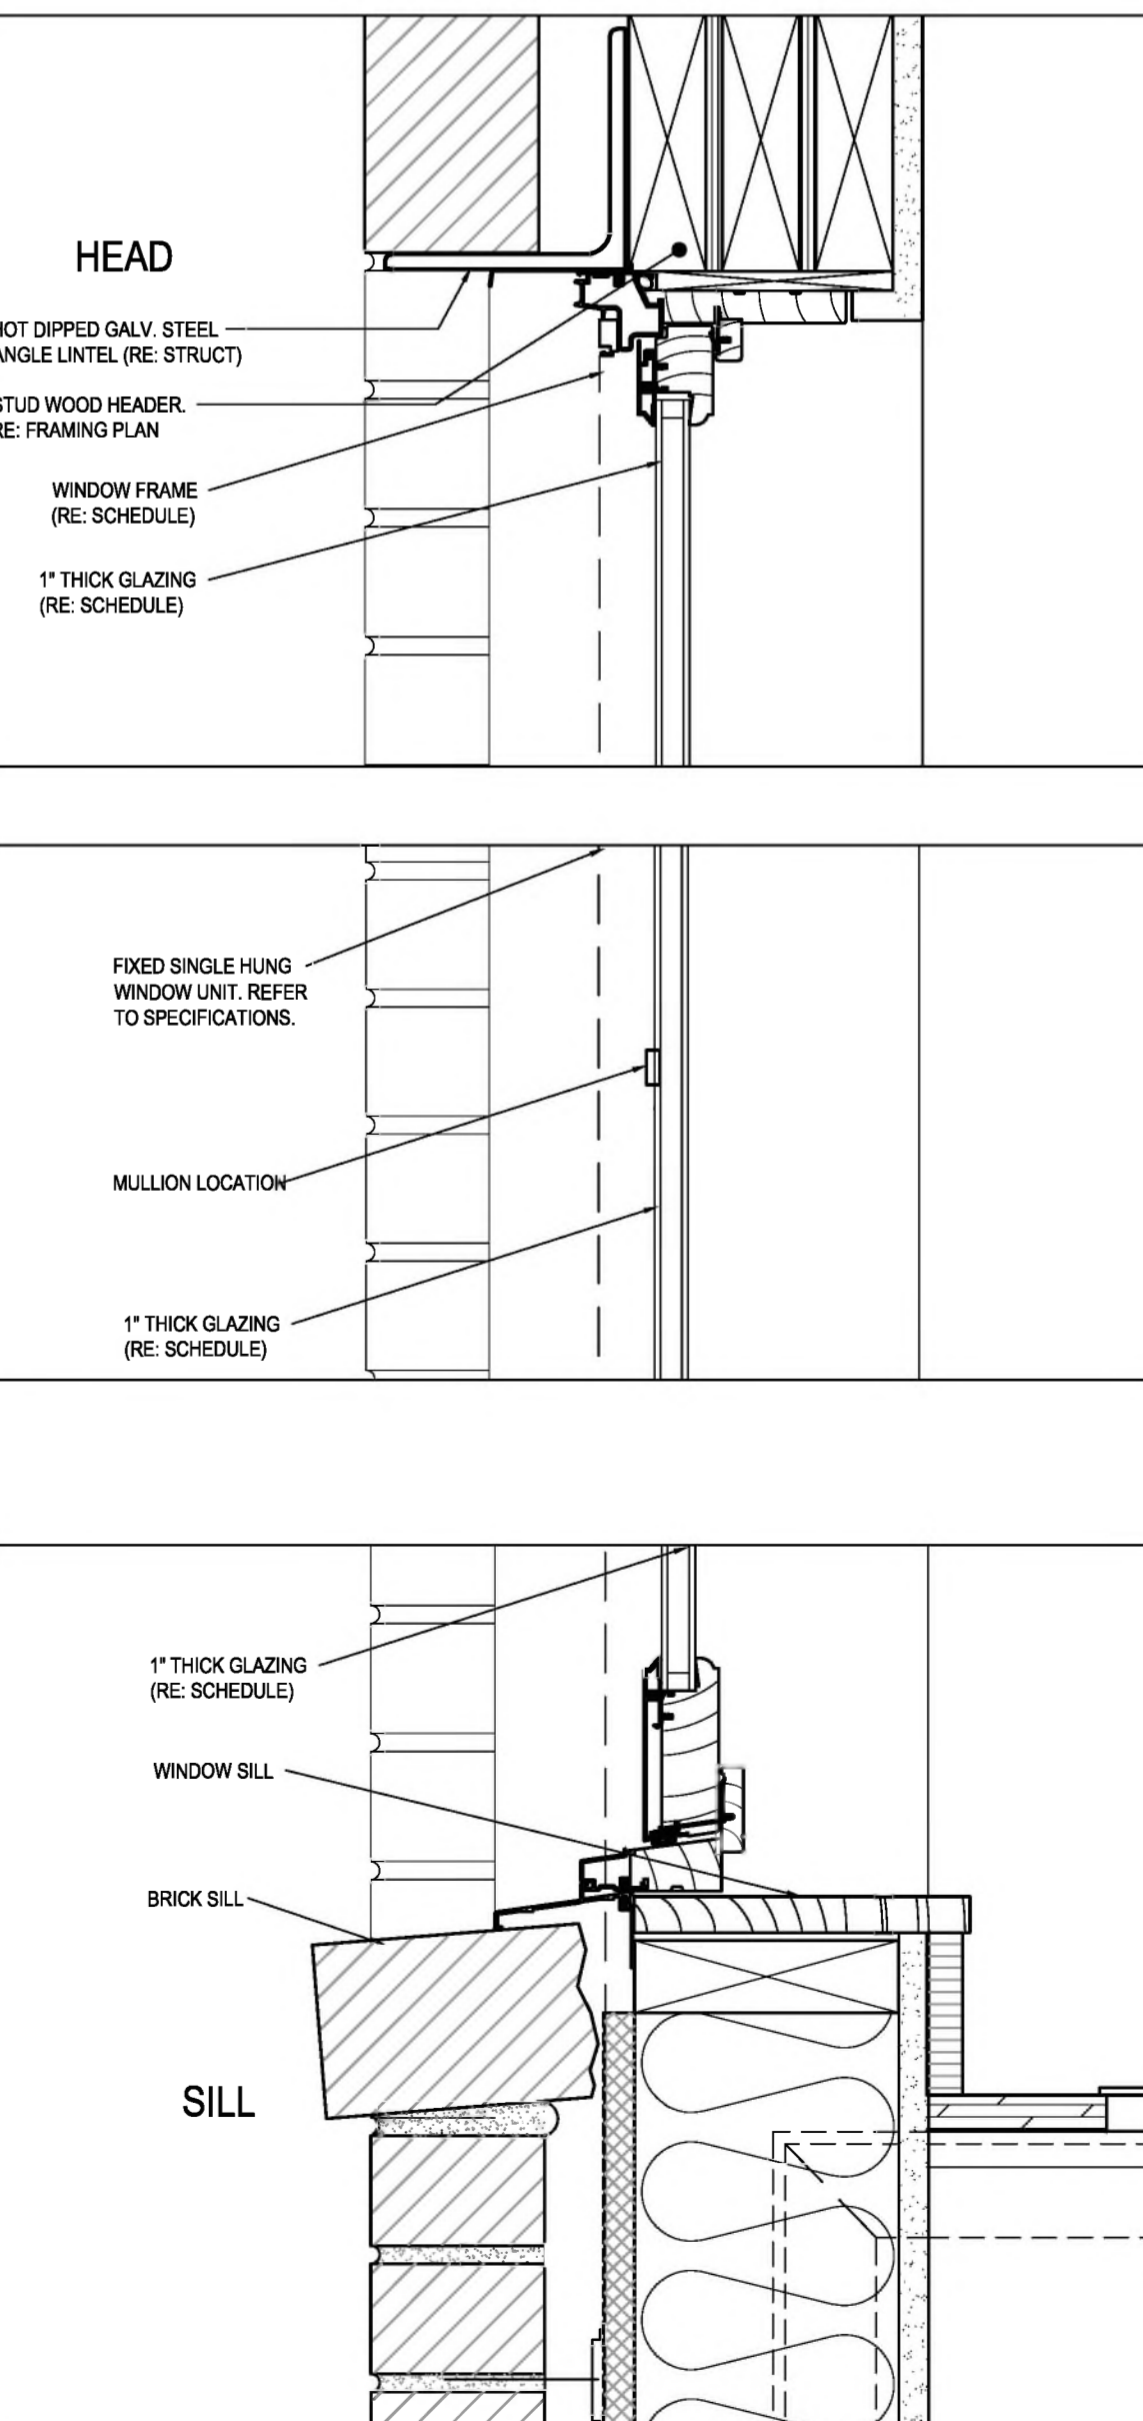 HEAD
HOT DIPPED GALV. STEEL
ANGLE LINTEL (RE: STRUCT)
STUD WOOD HEADER.
RE: FRAMING PLAN
WINDOW FRAME
(RE: SCHEDULE)
1" THICK GLAZING
(RE: SCHEDULE)
FIXED SINGLE HUNG
WINDOW UNIT. REFER
TO SPECIFICATIONS.
MULLION LOCATION
1" THICK GLAZING
(RE: SCHEDULE)
1" THICK GLAZING
(RE: SCHEDULE)
WINDOW SILL
BRICK SILL
SILL